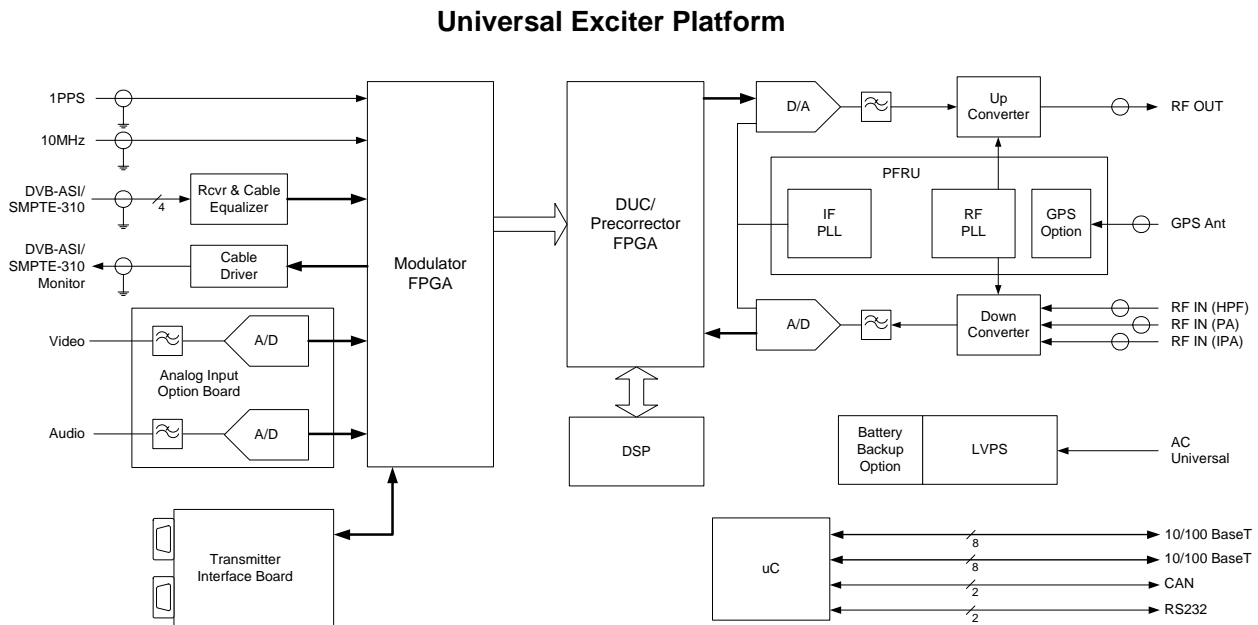 Universal Exciter Platform
1PPS
10MHz
DVB-ASI/
SMPTE-310
4
Rcvr & Cable
Equalizer
DVB-ASI/
SMPTE-310
Monitor
Cable
Driver
Video
A/D
Analog Input
Option Board
Audio
A/D
Modulator
FPGA
Transmitter
Interface Board
DUC/
Precorrector
FPGA
DSP
D/A
Up
Converter
RF OUT
PFRU
IF
PLL
RF
PLL
GPS
Option
GPS Ant
A/D
Down
Converter
RF IN (HPF)
RF IN (PA)
RF IN (IPA)
Battery
Backup
Option
LVPS
AC
Universal
uC
8
10/100 BaseT
8
10/100 BaseT
2
CAN
2
RS232